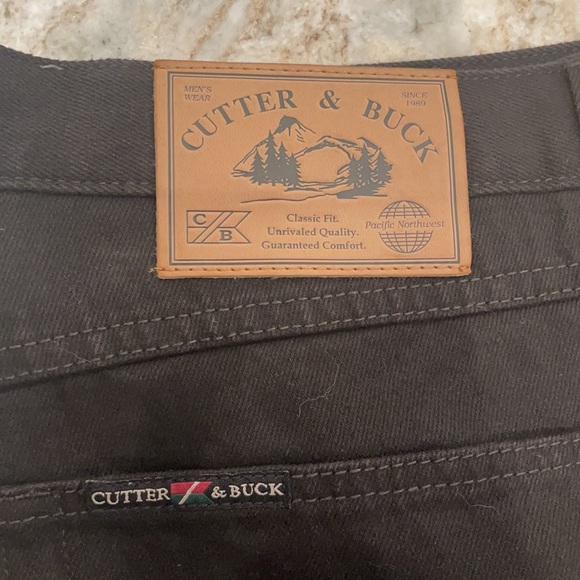 MEN'S
WEAR
SINCE
1989
CUTTER & BUCK
C
B
Classic Fit.
Unrivaled Quality.
Guaranteed Comfort.
Pacific Northwest
CUTTER & BUCK